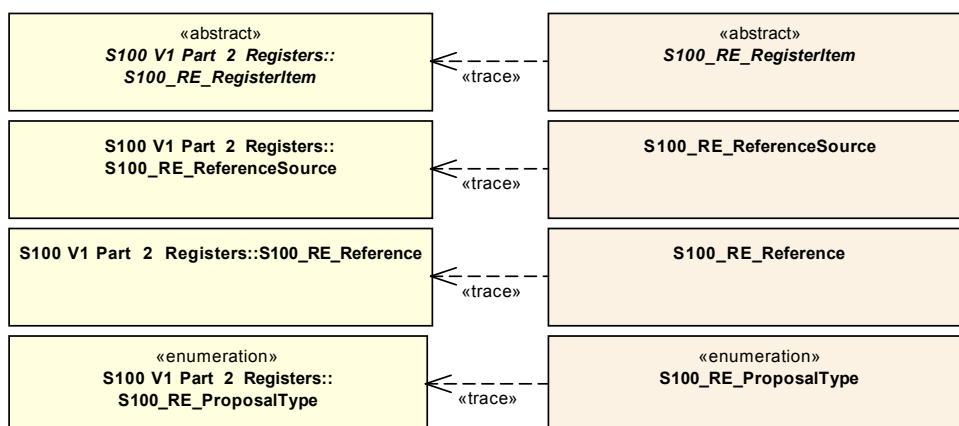 «abstract»
S100 V1 Part 2 Registers::
S100_RE_RegisterItem
«trace»
«abstract»
S100_RE_RegisterItem
S100 V1 Part 2 Registers::
S100_RE_ReferenceSource
«trace»
S100_RE_ReferenceSource
S100 V1 Part 2 Registers::S100_RE_Reference
«trace»
S100_RE_Reference
«enumeration»
S100 V1 Part 2 Registers::
S100_RE_ProposalType
«trace»
«enumeration»
S100_RE_ProposalType